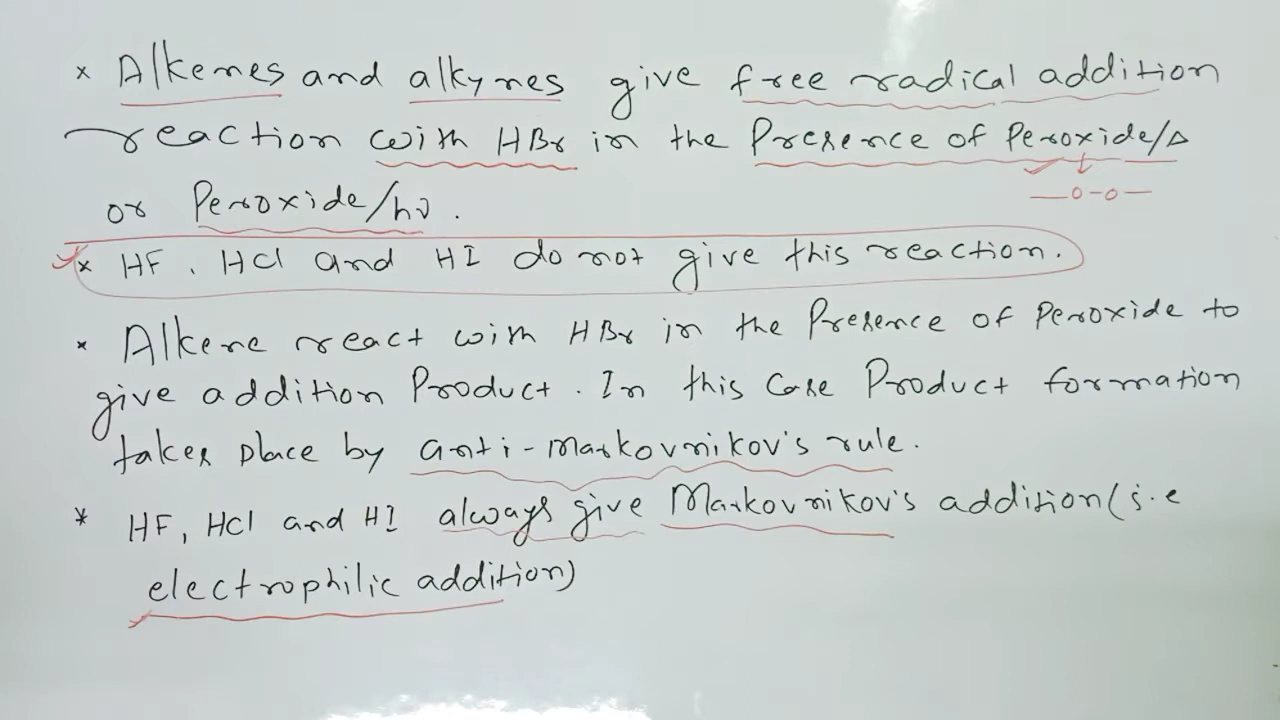 × Alkenes and alkynes give free radical addition
reaction with HBr in the Presence of Peroxide/Δ
—o-o—
or Peroxide/hν.
× HF, HCl and HI do not give this reaction.
* Alkene react with HBr in the Presence of Peroxide to
give addition Product. In this Case Product formation
takes place by anti-Markovnikov's rule.
* HF, HCl and HI always give Markovnikov's addition(i.e
electrophilic addition)